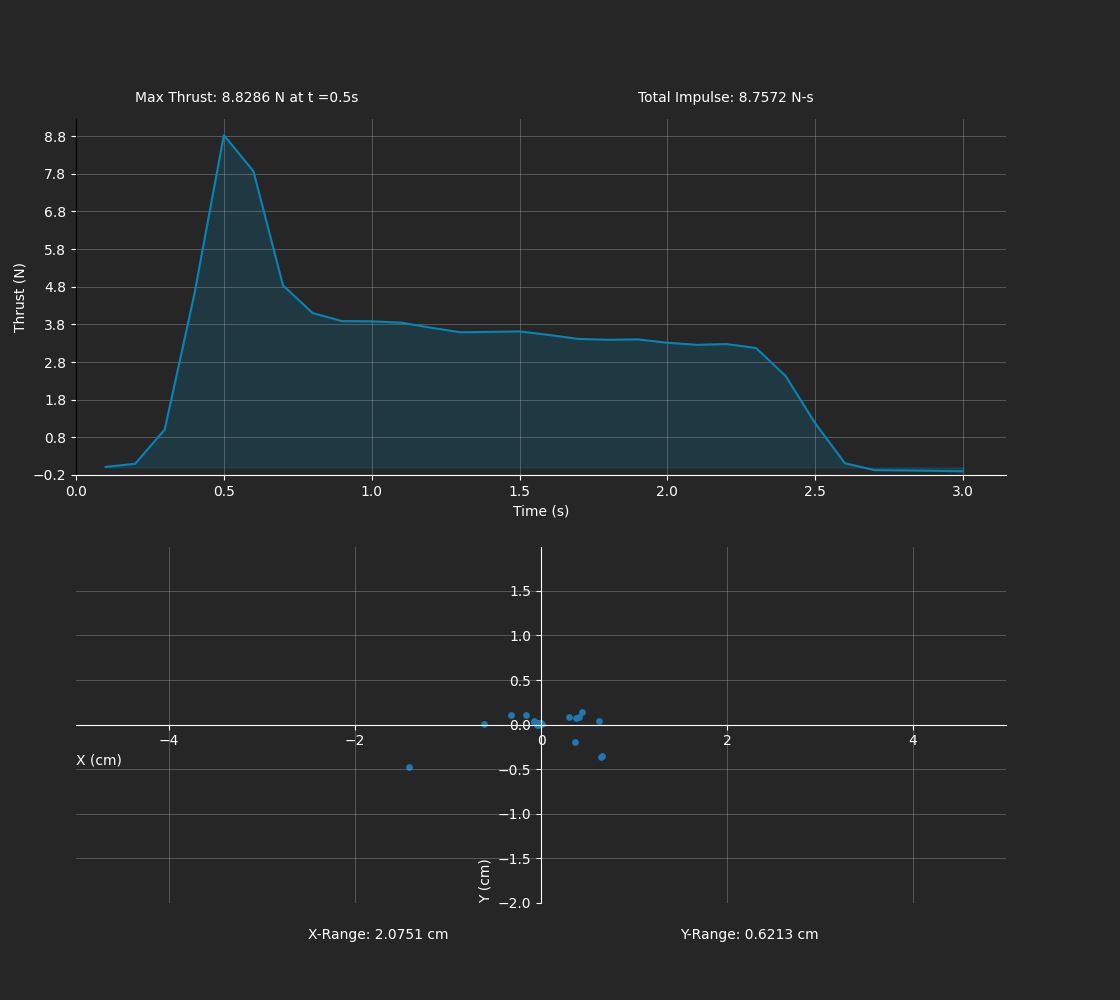 Max Thrust: 8.8286 N at t =0.5s
Total Impulse: 8.7572 N-s
Thrust (N)
8.8
7.8
6.8
5.8
4.8
3.8
2.8
1.8
0.8
−0.2
0.0 0.5 1.0 1.5 2.0 2.5 3.0
Time (s)
1.5
1.0
0.5
0.0
−4 −2 0 2 4
X (cm)
−0.5
−1.0
−1.5
−2.0
Y (cm)
X-Range: 2.0751 cm
Y-Range: 0.6213 cm